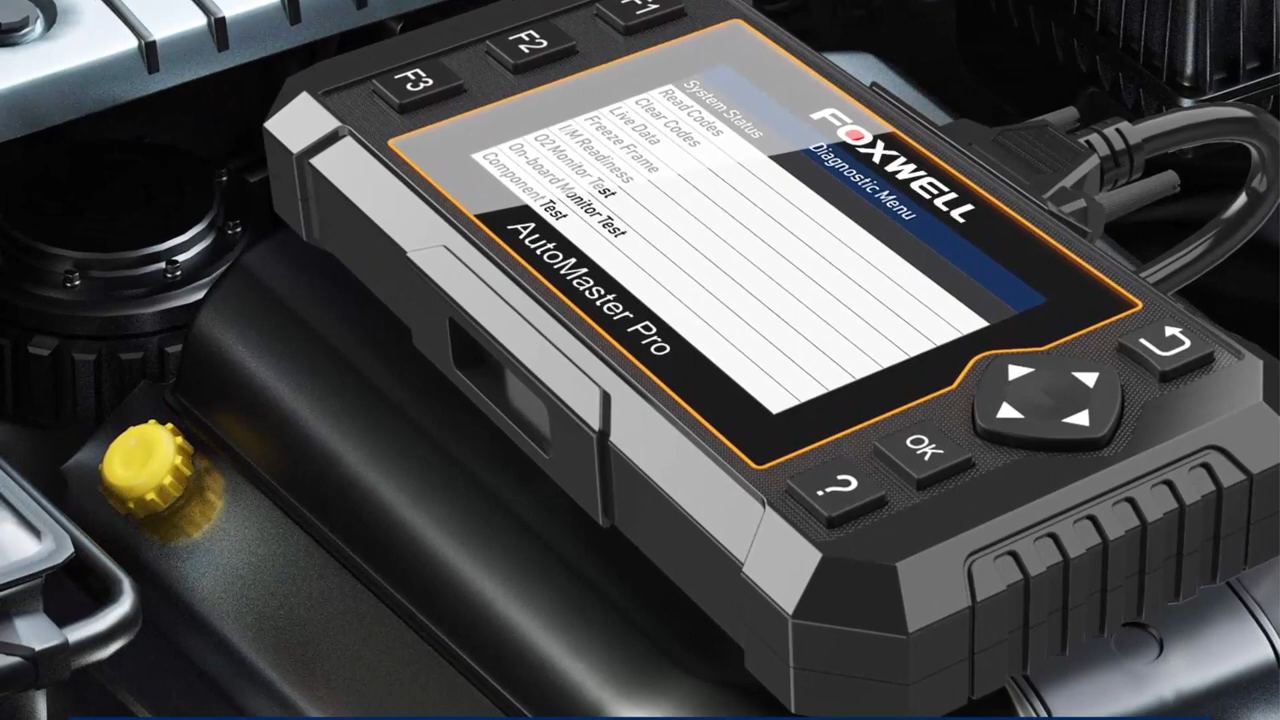 F1
F2
F3
FOXWELL
Diagnostic Menu
System Status
Read Codes
Clear Codes
Live Data
Freeze Frame
I/M Readiness
O2 Monitor Test
On-board Monitor Test
Component Test
AutoMaster Pro
OK
?